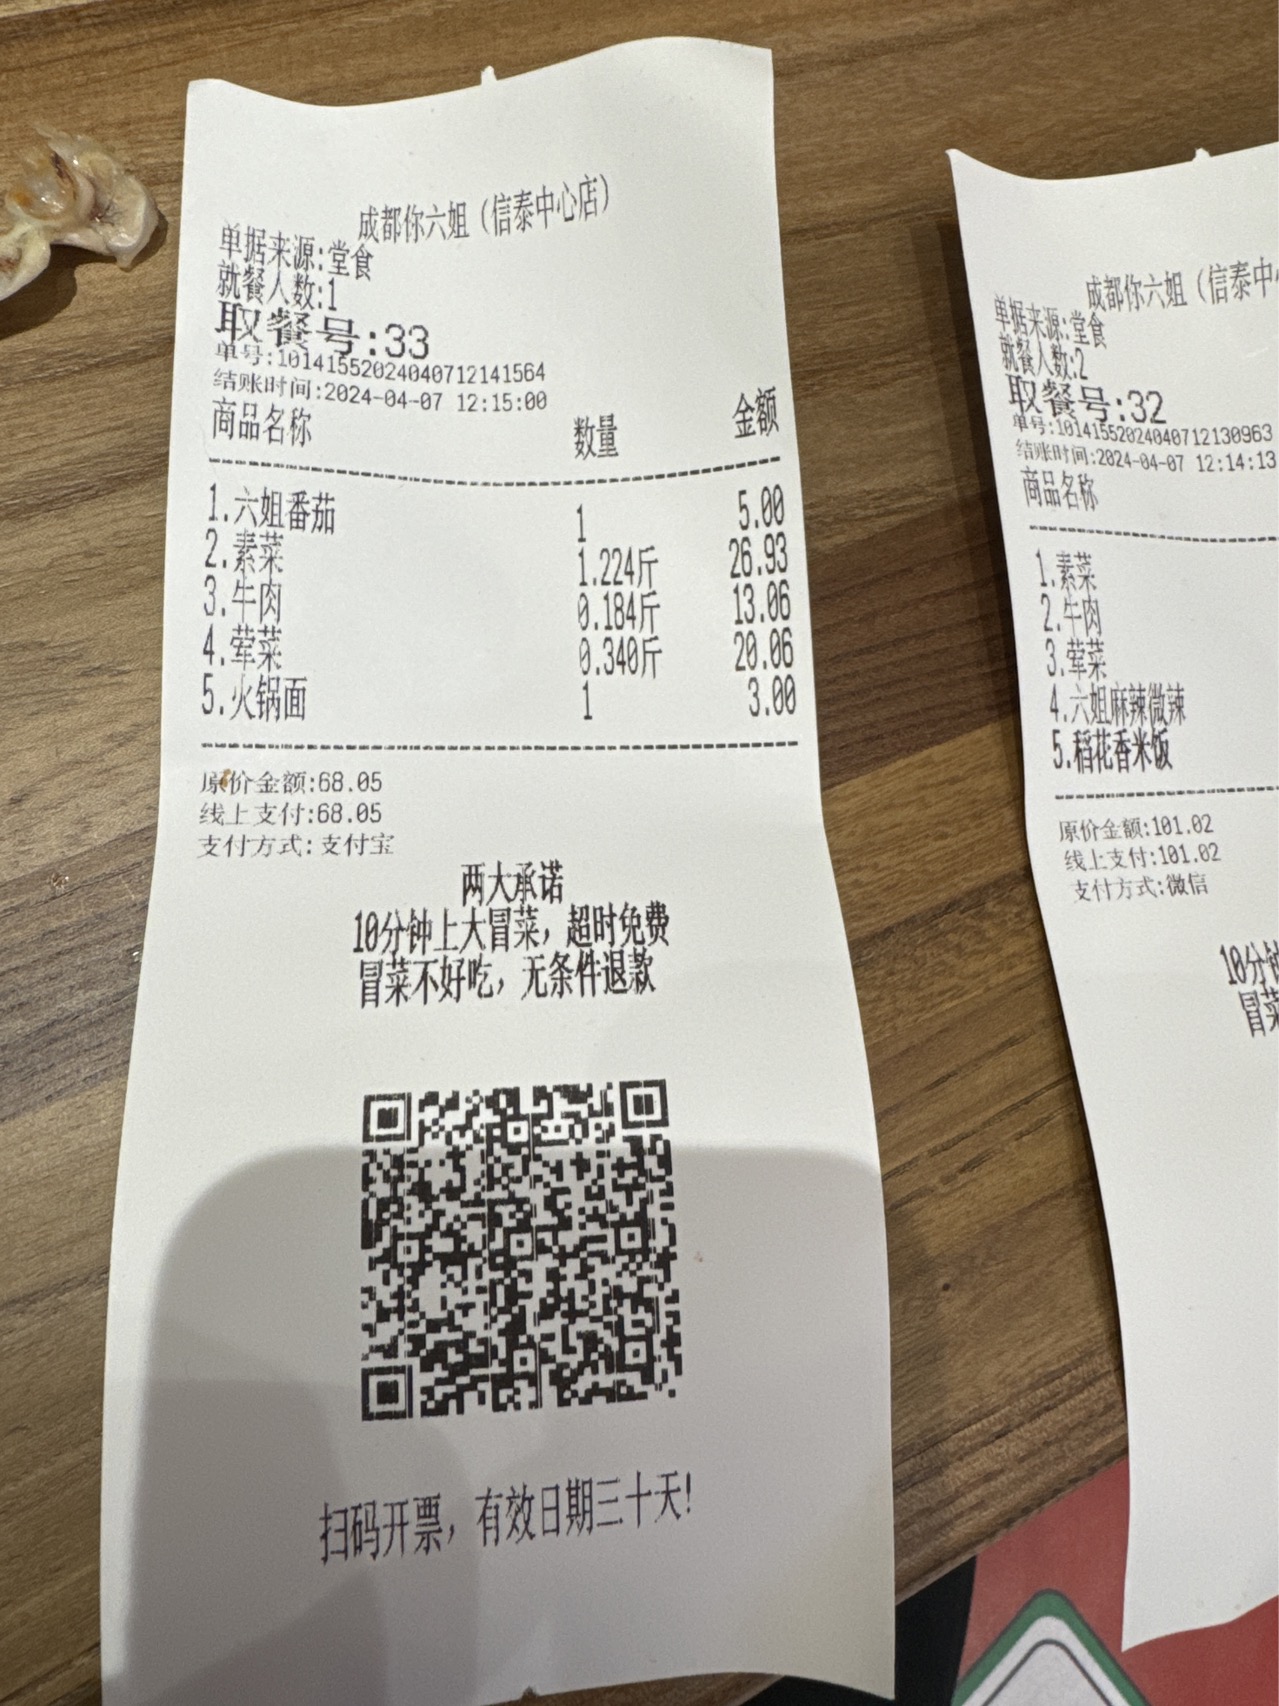 成都你六姐（信泰中心店）
单据来源:堂食
就餐人数:1
取餐号:33
单号:10141552024040712141564
结账时间:2024-04-07 12:15:00
商品名称 数量 金额
1.六姐番茄 1 5.00
2.素菜 1.224斤 26.93
3.牛肉 0.184斤 13.06
4.荤菜 0.340斤 20.06
5.火锅面 1 3.00
原价金额:68.05
线上支付:68.05
支付方式:支付宝
两大承诺
10分钟上大冒菜，超时免费
冒菜不好吃，无条件退款
扫码开票，有效日期三十天!
成都你六姐（信泰中
单据来源:堂食
就餐人数:2
取餐号:32
单号:10141552024040712130963
结账时间:2024-04-07 12:14:13
商品名称
1.素菜
2.牛肉
3.荤菜
4.六姐麻辣微辣
5.稻花香米饭
原价金额:101.02
线上支付:101.02
支付方式:微信
10分钟
冒菜